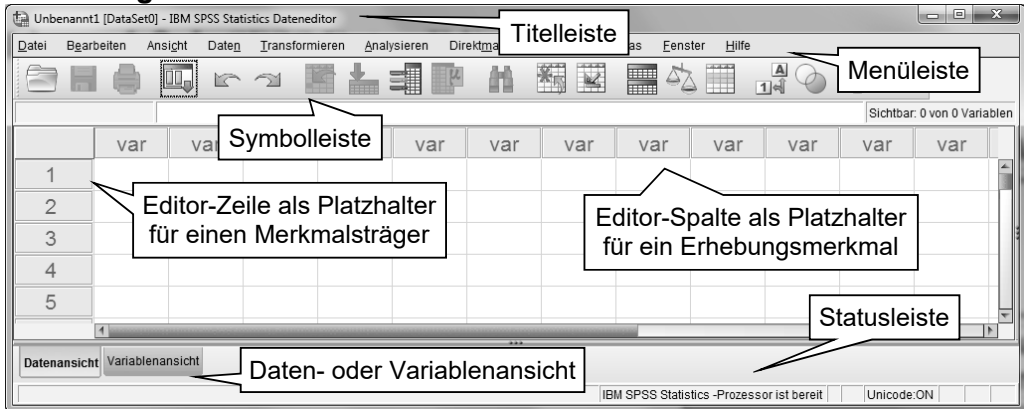 Unbenannt1 [DataSet0] - IBM SPSS Statistics Dateneditor
Titelleiste
Datei Bearbeiten Ansicht Daten Transformieren Analysieren as Fenster Hilfe
Menüleiste
Sichtbar: 0 von 0 Variablen
Symbolleiste
var var var var var var var var var
1
2
3
4
5
Editor-Zeile als Platzhalter
für einen Merkmalsträger
Editor-Spalte als Platzhalter
für ein Erhebungsmerkmal
Statusleiste
Datenansicht Variablenansicht
Daten- oder Variablenansicht
IBM SPSS Statistics -Prozessor ist bereit Unicode:ON